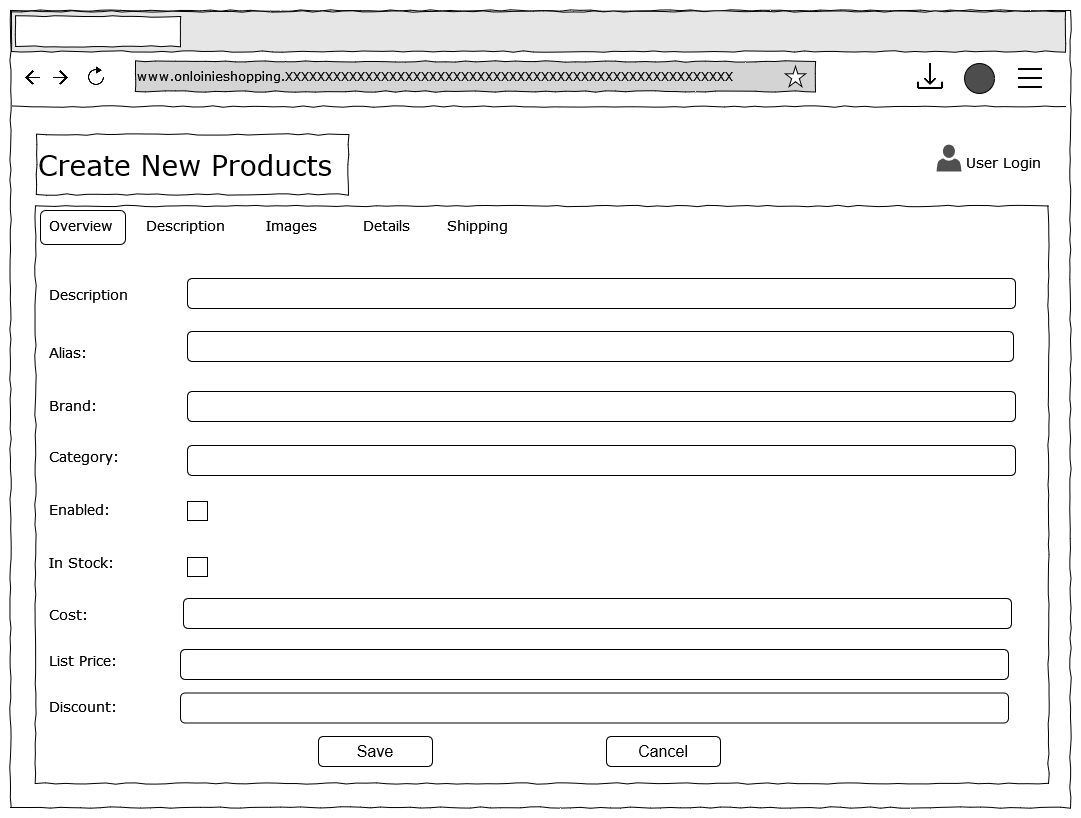 www.onloinieshopping.XXXXXXXXXXXXXXXXXXXXXXXXXXXXXXXXXXXXXXXXXXXXXXXXXXXXXXXX
Create New Products
User Login
Overview Description Images Details Shipping
Description
Alias:
Brand:
Category:
Enabled:
In Stock:
Cost:
List Price:
Discount:
Save Cancel